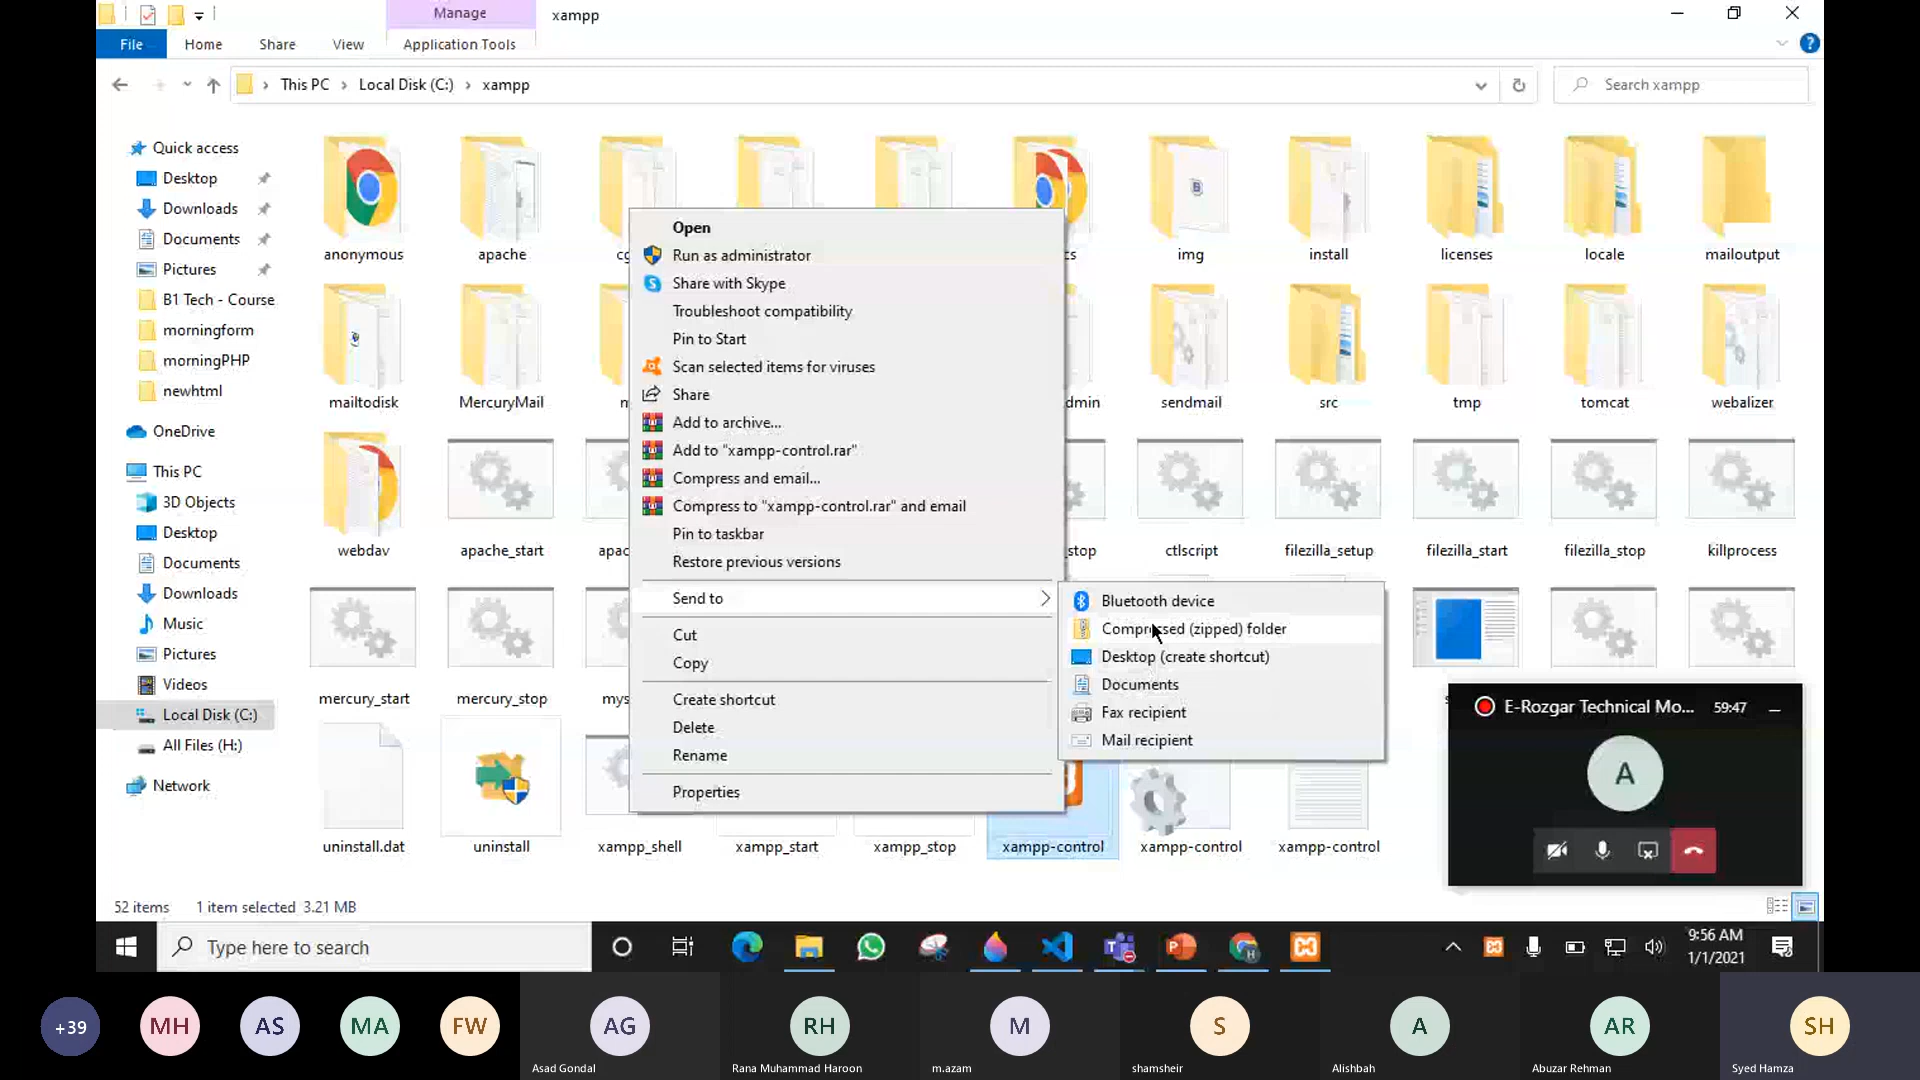 Manage
xampp
File
Home
Share
View
Application Tools
This PC
Local Disk (C:)
xampp
Search xampp
Quick access
Desktop
Downloads
Documents
Pictures
B1 Tech - Course
morningform
morningPHP
newhtml
OneDrive
This PC
3D Objects
Desktop
Documents
Downloads
Music
Pictures
Videos
Local Disk (C:)
All Files (H:)
Network
anonymous
apache
img
install
licenses
locale
mailoutput
mailtodisk
MercuryMail
dmin
sendmail
src
tmp
tomcat
webalizer
webdav
apache_start
apac
_stop
ctlscript
filezilla_setup
filezilla_start
filezilla_stop
killprocess
mercury_start
mercury_stop
mys
uninstall.dat
uninstall
xampp_shell
xampp_start
xampp_stop
xampp-control
xampp-control
xampp-control
Open
Run as administrator
Share with Skype
Troubleshoot compatibility
Pin to Start
Scan selected items for viruses
Share
Add to archive...
Add to "xampp-control.rar"
Compress and email...
Compress to "xampp-control.rar" and email
Pin to taskbar
Restore previous versions
Send to
Cut
Copy
Create shortcut
Delete
Rename
Properties
Bluetooth device
Compressed (zipped) folder
Desktop (create shortcut)
Documents
Fax recipient
Mail recipient
E-Rozgar Technical Mo...
59:47
A
52 items
1 item selected 3.21 MB
Type here to search
9:56 AM
1/1/2021
+39
MH
AS
MA
FW
AG
Asad Gondal
RH
Rana Muhammad Haroon
M
m.azam
S
shamsheir
A
Alishbah
AR
Abuzar Rehman
SH
Syed Hamza